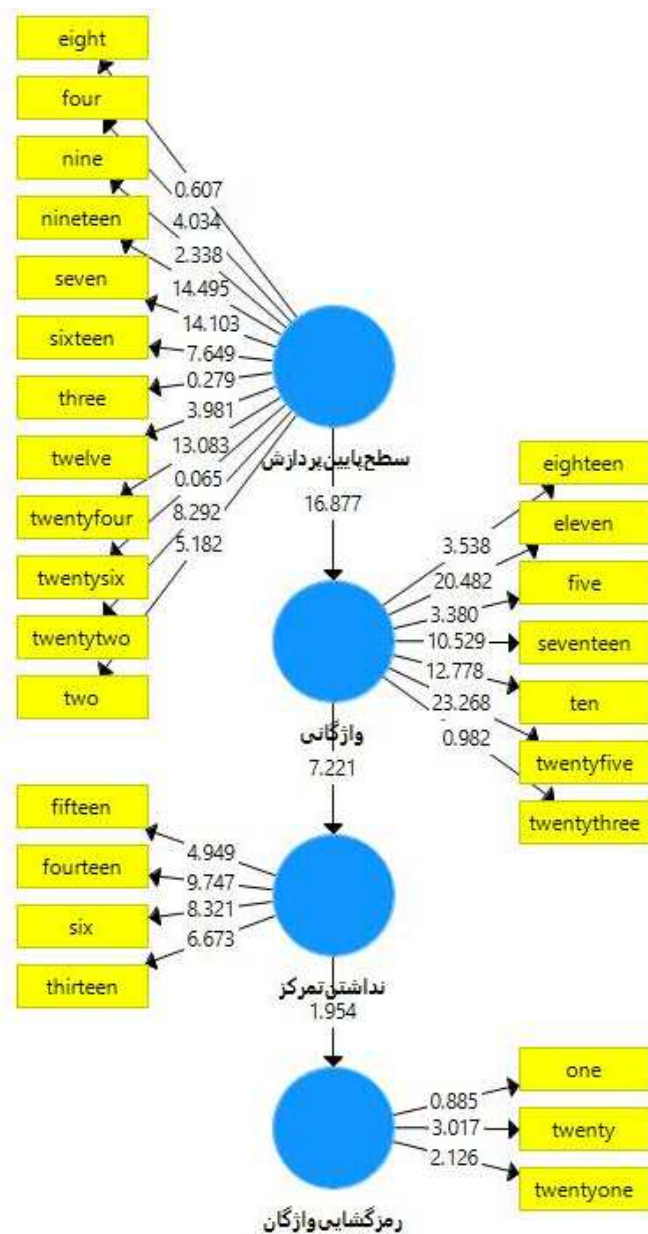 eight
four
nine
nineteen
seven
sixteen
three
twelve
twentyfour
twentysix
twentytwo
two
0.607
4.034
2.338
14.495
14.103
7.649
0.279
3.981
13.083
0.065
8.292
5.182
سطح‌پایین‌پردازش
16.877
eighteen
eleven
five
seventeen
ten
twentyfive
twentythree
3.538
20.482
3.380
10.529
12.778
23.268
0.982
واژگانی
7.221
fifteen
fourteen
six
thirteen
4.949
9.747
8.321
6.673
نداشتن‌تمرکز
1.954
one
twenty
twentyone
0.885
3.017
2.126
رمزگشایی‌واژگان